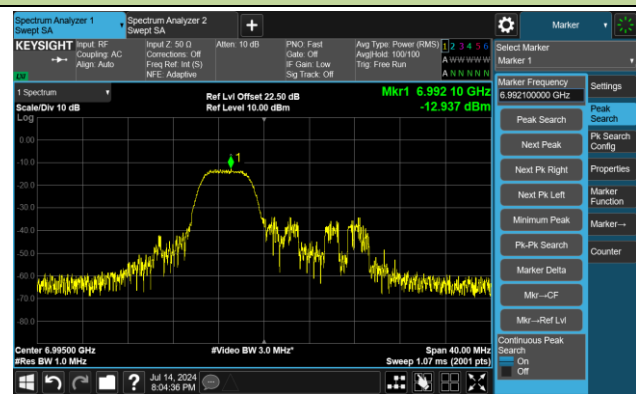 Spectrum Analyzer 1
Swept SA
Spectrum Analyzer 2
Swept SA
+
Marker
KEYSIGHT
Input: RF
Coupling: AC
Align: Auto
Input Z: 50 Ω
Corrections: Off
Freq Ref: Int (S)
NFE: Adaptive
Atten: 10 dB
PNO: Fast
Gate: Off
IF Gain: Low
Sig Track: Off
Avg Type: Power (RMS)
Avg|Hold: 100/100
Trig: Free Run
1 2 3 4 5 6
A W W W W W
A N N N N N
LXI
Select Marker
Marker 1
1 Spectrum
Scale/Div 10 dB
Log
Ref Lvl Offset 22.50 dB
Ref Level 10.00 dBm
Mkr1 6.992 10 GHz
-12.937 dBm
0.00
-10.0
-20.0
-30.0
-40.0
-50.0
-60.0
-70.0
-80.0
1
Center 6.99500 GHz
#Res BW 1.0 MHz
#Video BW 3.0 MHz*
Span 40.00 MHz
Sweep 1.07 ms (2001 pts)
Marker Frequency
6.992100000 GHz
Peak Search
Next Peak
Next Pk Right
Next Pk Left
Minimum Peak
Pk-Pk Search
Marker Delta
Mkr→CF
Mkr→Ref Lvl
Continuous Peak
Search
On
Off
Settings
Peak
Search
Pk Search
Config
Properties
Marker
Function
Marker→
Counter
?
Jul 14, 2024
8:04:36 PM